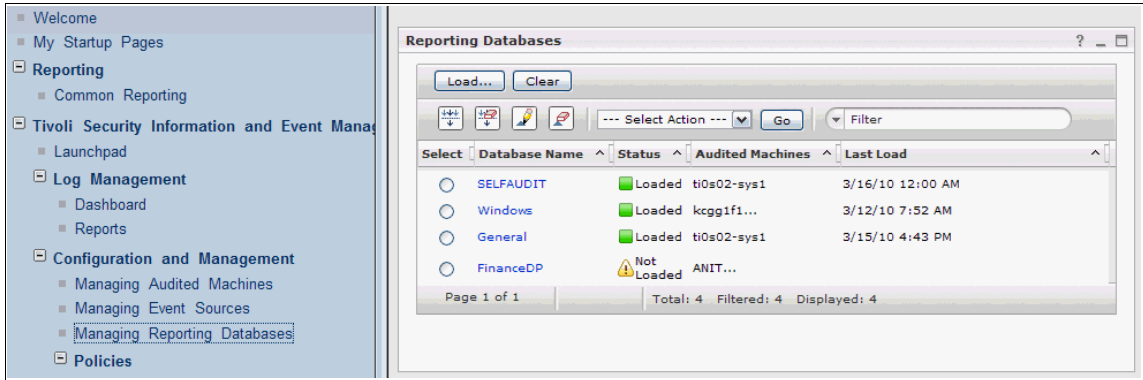 Welcome
My Startup Pages
Reporting
Common Reporting
Tivoli Security Information and Event Manag
Launchpad
Log Management
Dashboard
Reports
Configuration and Management
Managing Audited Machines
Managing Event Sources
Managing Reporting Databases
Policies
Reporting Databases ?
Load... Clear
--- Select Action --- Go Filter
Select Database Name ^ Status ^ Audited Machines ^ Last Load ^
SELFAUDIT Loaded ti0s02-sys1 3/16/10 12:00 AM
Windows Loaded kcgg1f1... 3/12/10 7:52 AM
General Loaded ti0s02-sys1 3/15/10 4:43 PM
FinanceDP Not Loaded ANIT...
Page 1 of 1 Total: 4 Filtered: 4 Displayed: 4